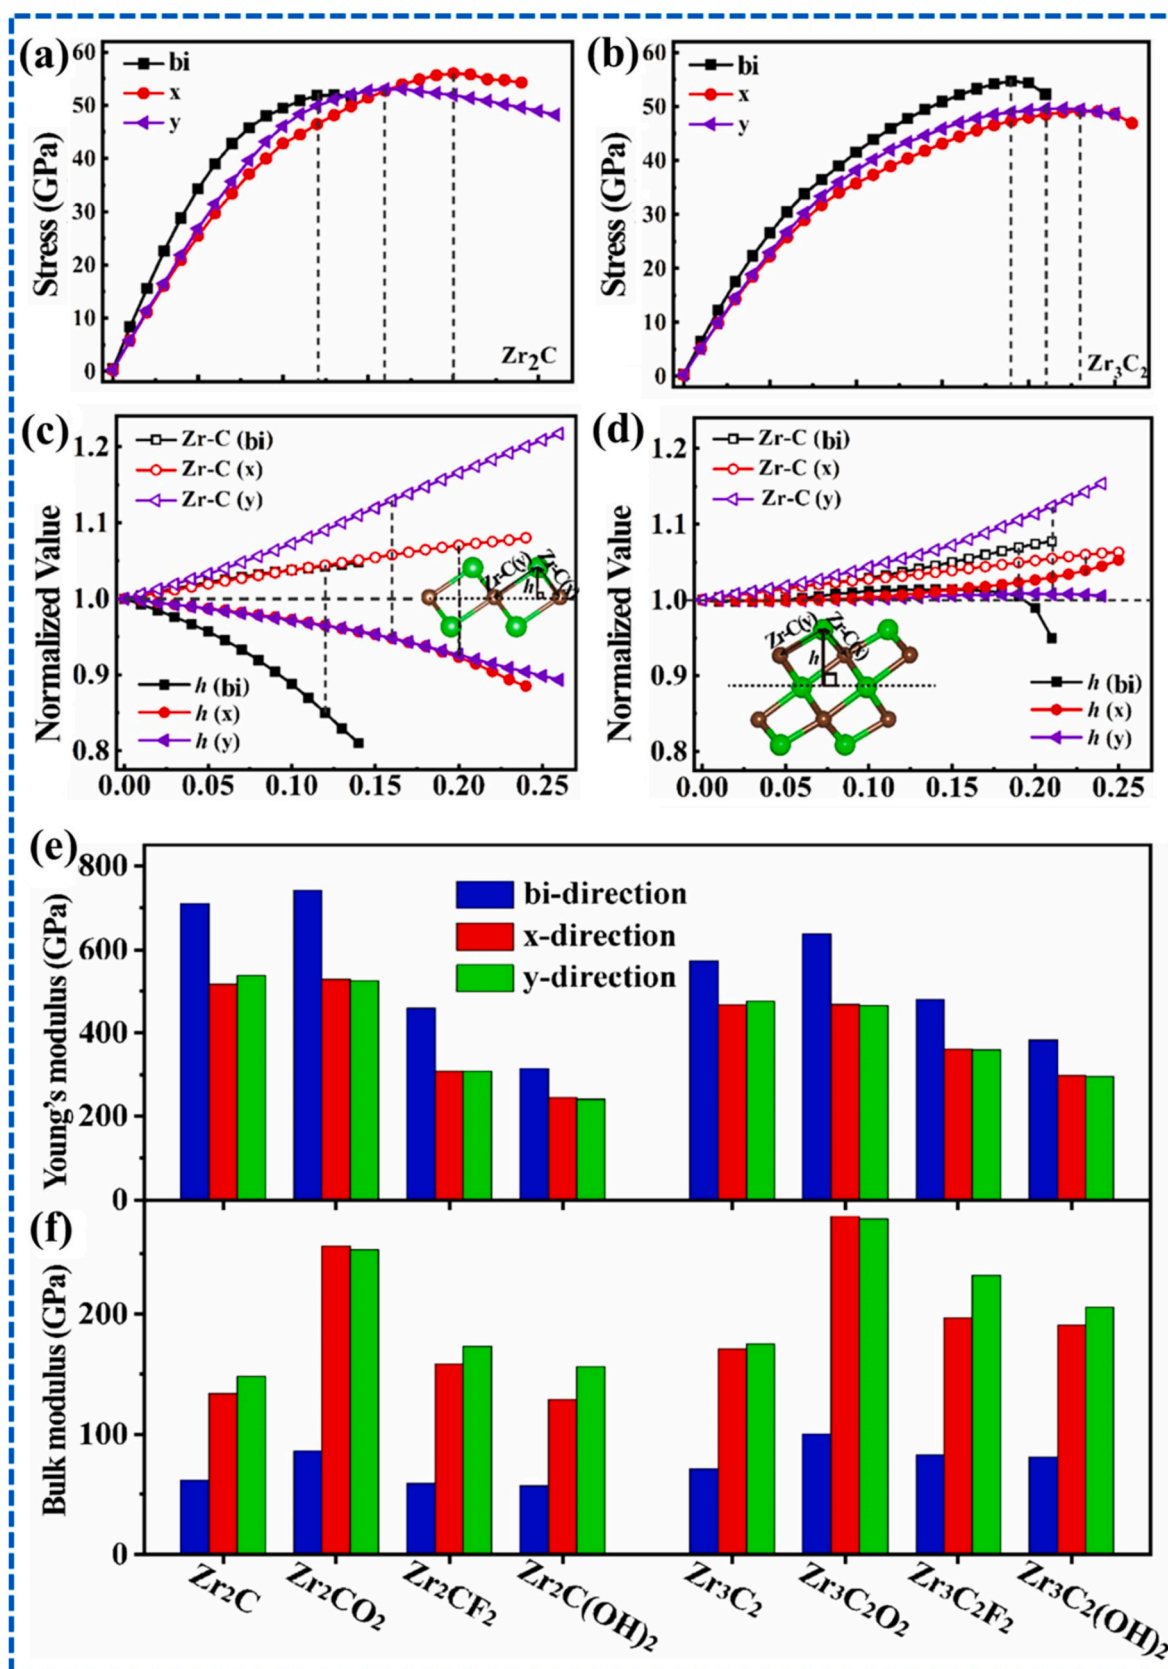 (a)
60
50
40
30
20
10
0
Stress (GPa)
bi
x
y
Zr2C
(b)
60
50
40
30
20
10
0
Stress (GPa)
bi
x
y
Zr3C2
(c)
1.2
1.1
1.0
0.9
0.8
Normalized Value
Zr-C (bi)
Zr-C (x)
Zr-C (y)
Zr-C(y)
h
h (bi)
h (x)
h (y)
0.00 0.05 0.10 0.15 0.20 0.25
(d)
1.2
1.1
1.0
0.9
0.8
Normalized Value
Zr-C (bi)
Zr-C (x)
Zr-C (y)
Zr-C(y)
h
h (bi)
h (x)
h (y)
0.00 0.05 0.10 0.15 0.20 0.25
(e)
800
600
400
200
0
Young's modulus (GPa)
bi-direction
x-direction
y-direction
(f)
200
100
0
Bulk modulus (GPa)
Zr2C
Zr2CO2
Zr2CF2
Zr2C(OH)2
Zr3C2
Zr3C2O2
Zr3C2F2
Zr3C2(OH)2